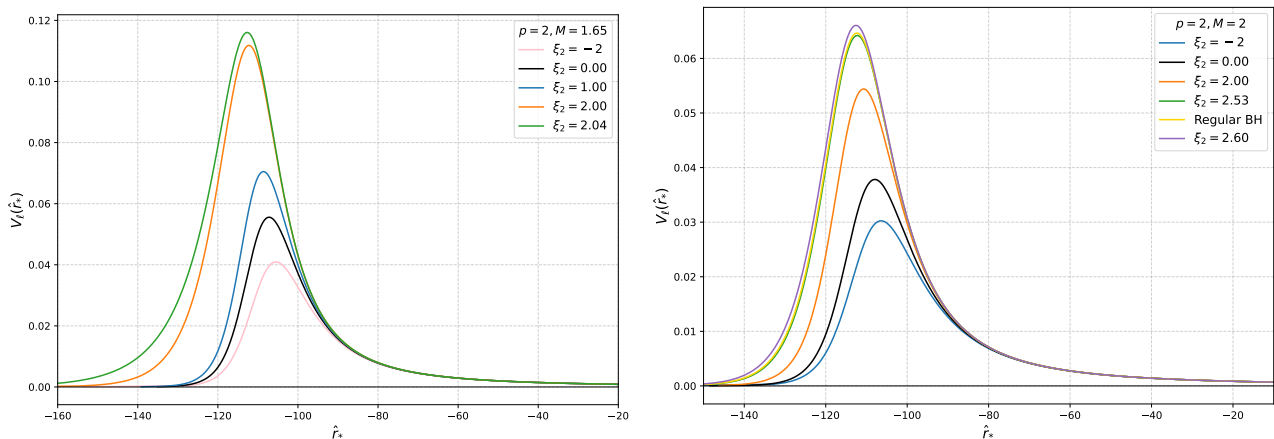 0.12
0.10
0.08
0.06
0.04
0.02
0.00
V_ℓ(r̂_*)
−160
−140
−120
−100
−80
−60
−40
−20
r̂_*
p = 2, M = 1.65
ξ₂ = −2
ξ₂ = 0.00
ξ₂ = 1.00
ξ₂ = 2.00
ξ₂ = 2.04
0.06
0.05
0.04
0.03
0.02
0.01
0.00
V_ℓ(r̂_*)
−140
−120
−100
−80
−60
−40
−20
r̂_*
p = 2, M = 2
ξ₂ = −2
ξ₂ = 0.00
ξ₂ = 2.00
ξ₂ = 2.53
Regular BH
ξ₂ = 2.60